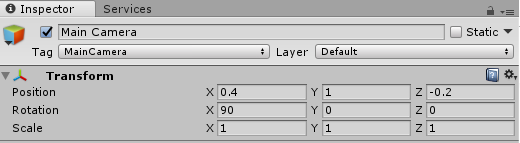 Inspector Services
Main Camera Static
Tag MainCamera Layer Default
Transform
Position X 0.4 Y 1 Z -0.2
Rotation X 90 Y 0 Z 0
Scale X 1 Y 1 Z 1